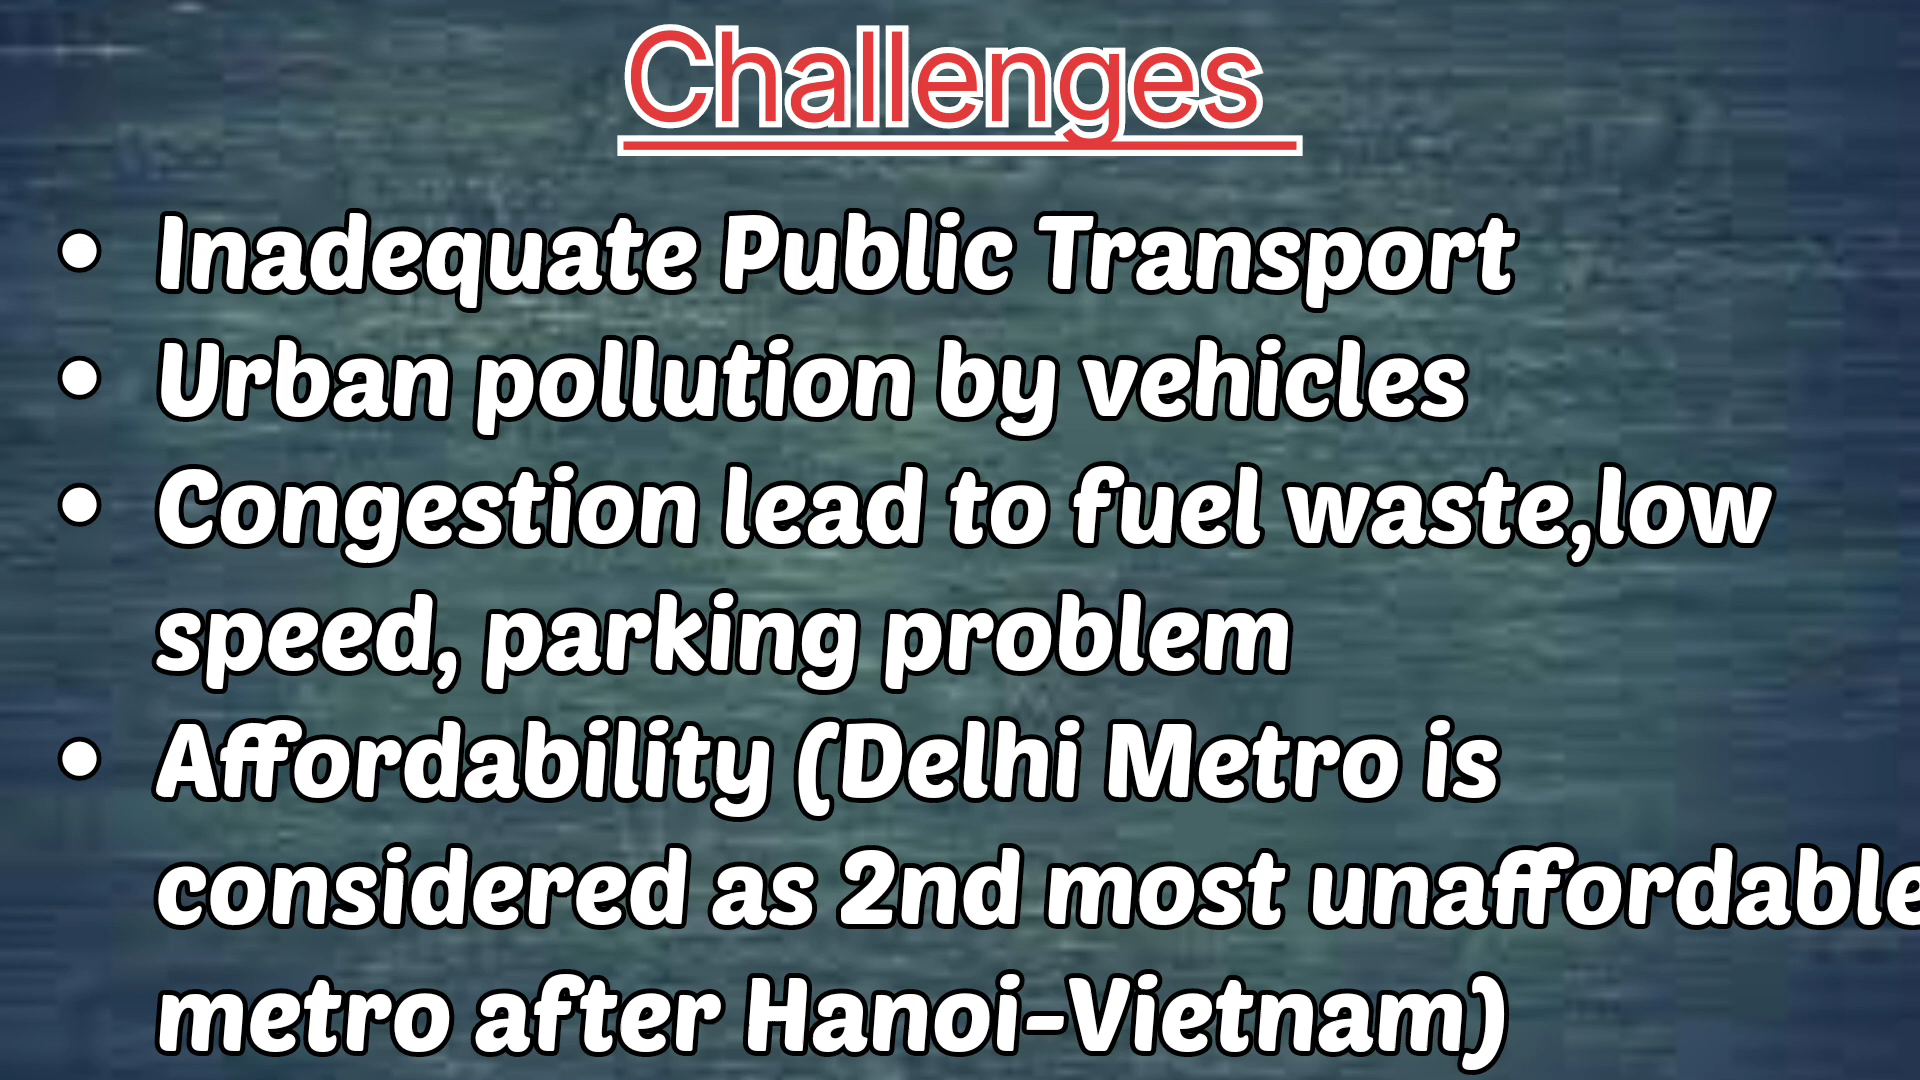 Challenges
• Inadequate Public Transport
• Urban pollution by vehicles
• Congestion lead to fuel waste,low
speed, parking problem
• Affordability (Delhi Metro is
considered as 2nd most unaffordable
metro after Hanoi-Vietnam)